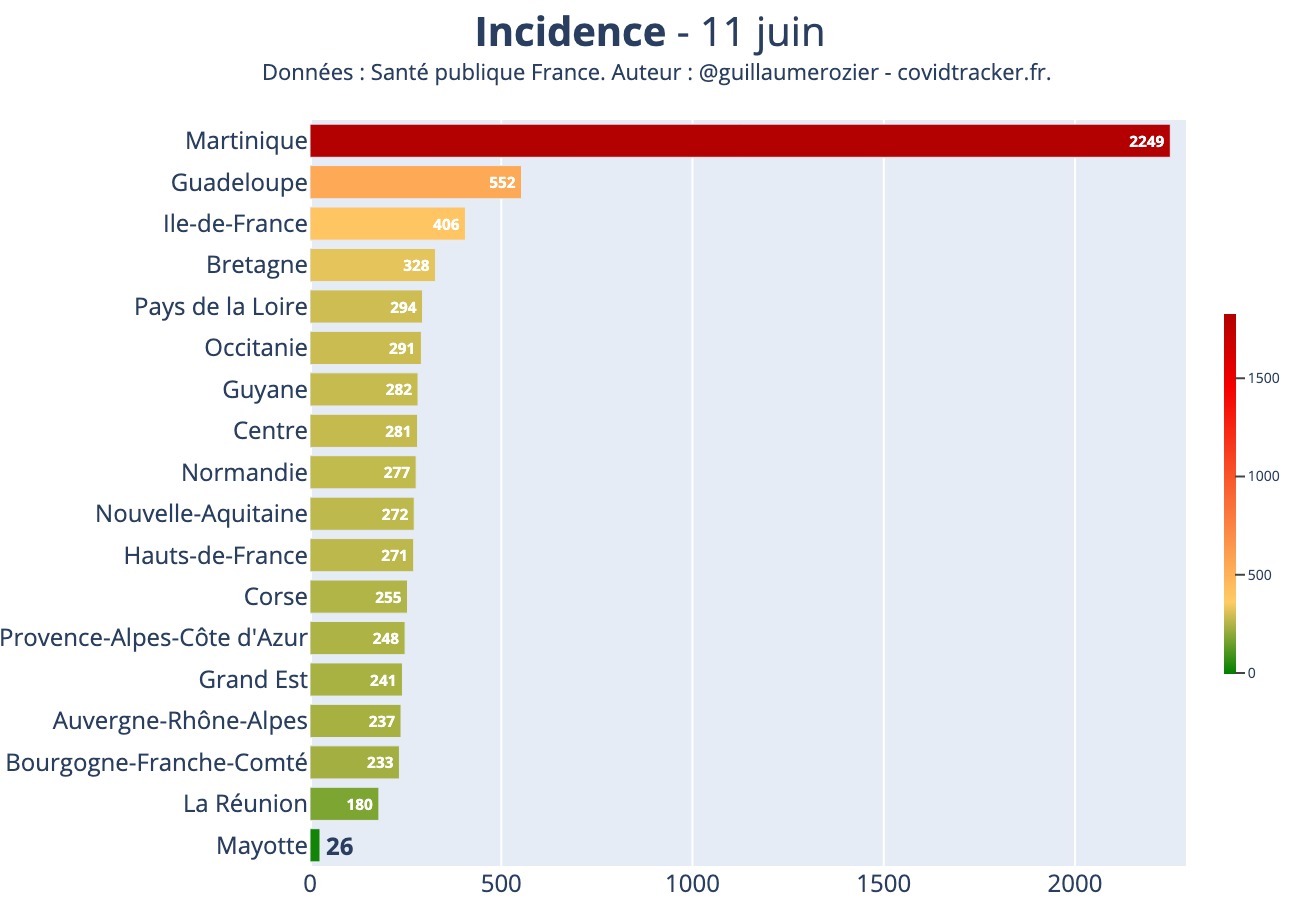 Incidence - 11 juin
Données : Santé publique France. Auteur : @guillaumerozier - covidtracker.fr.
Martinique 2249
Guadeloupe 552
Ile-de-France 406
Bretagne 328
Pays de la Loire 294
Occitanie 291
Guyane 282
Centre 281
Normandie 277
Nouvelle-Aquitaine 272
Hauts-de-France 271
Corse 255
Provence-Alpes-Côte d'Azur 248
Grand Est 241
Auvergne-Rhône-Alpes 237
Bourgogne-Franche-Comté 233
La Réunion 180
Mayotte 26
0 500 1000 1500 2000
1500
1000
500
0